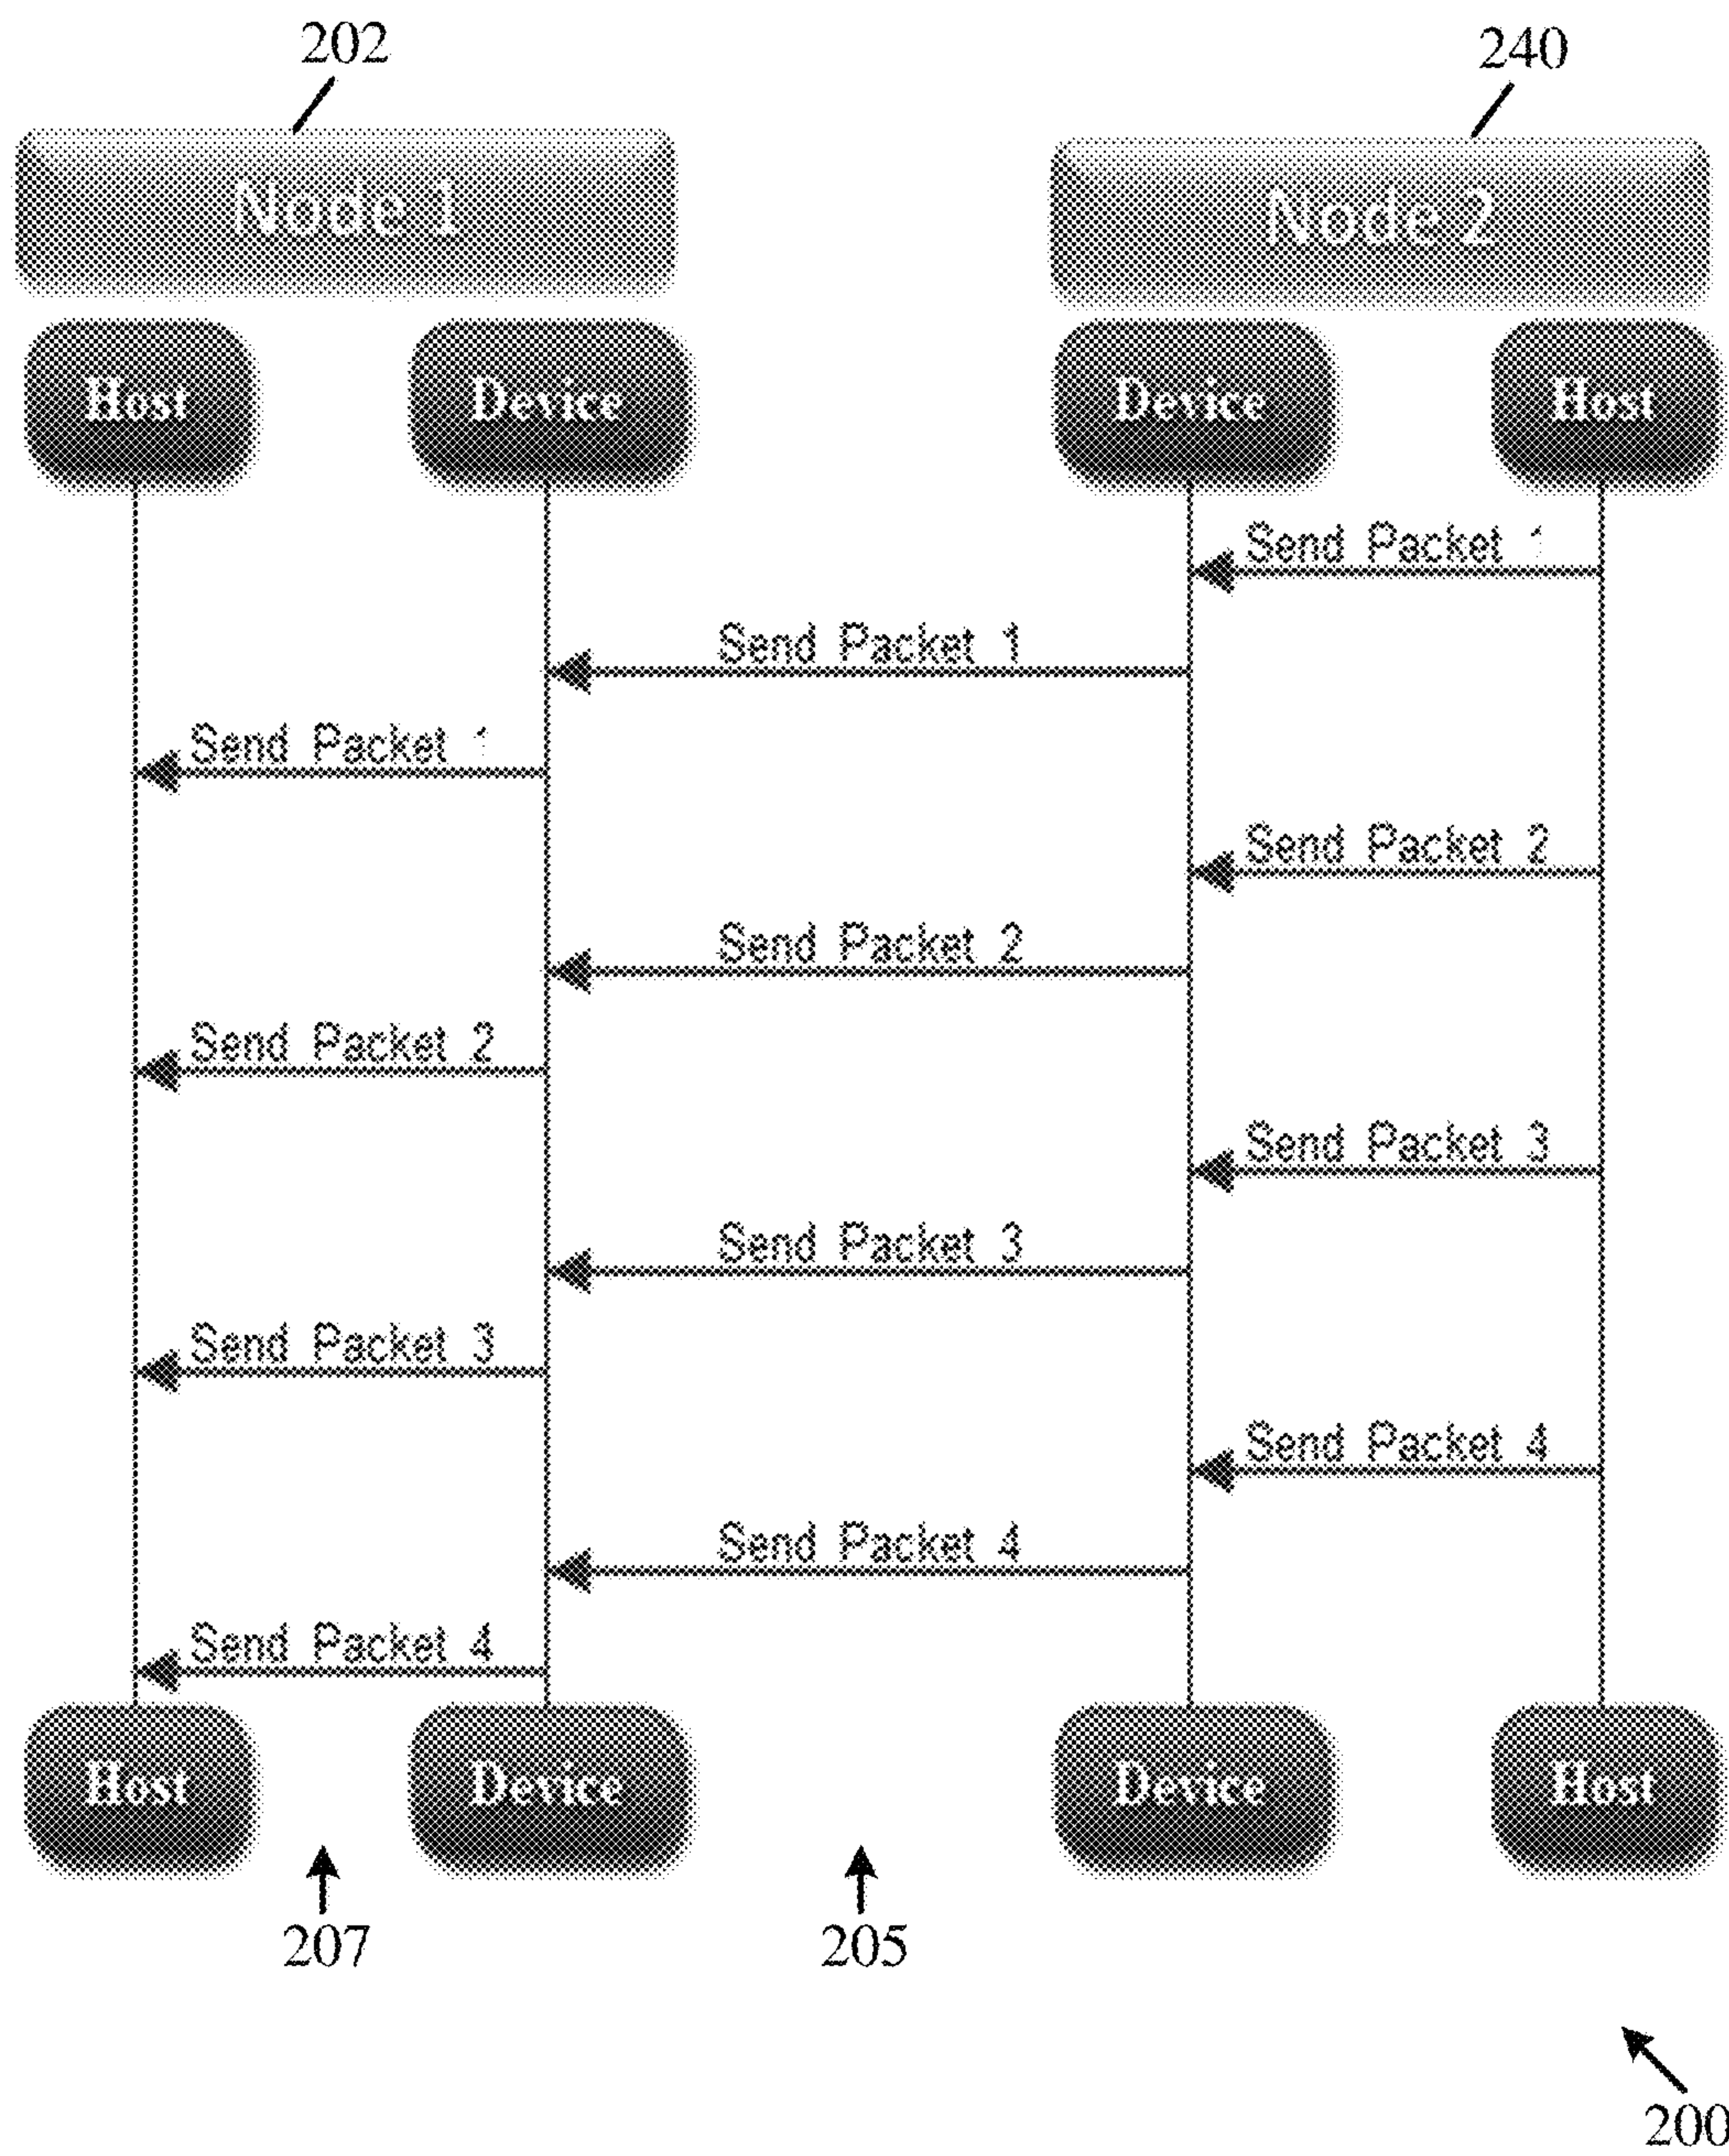 202
240
Node 1
Node 2
Host
Device
Device
Host
Send Packet 1
Send Packet 1
Send Packet 1
Send Packet 2
Send Packet 2
Send Packet 2
Send Packet 3
Send Packet 3
Send Packet 3
Send Packet 4
Send Packet 4
Send Packet 4
Host
Device
Device
Host
207
205
200